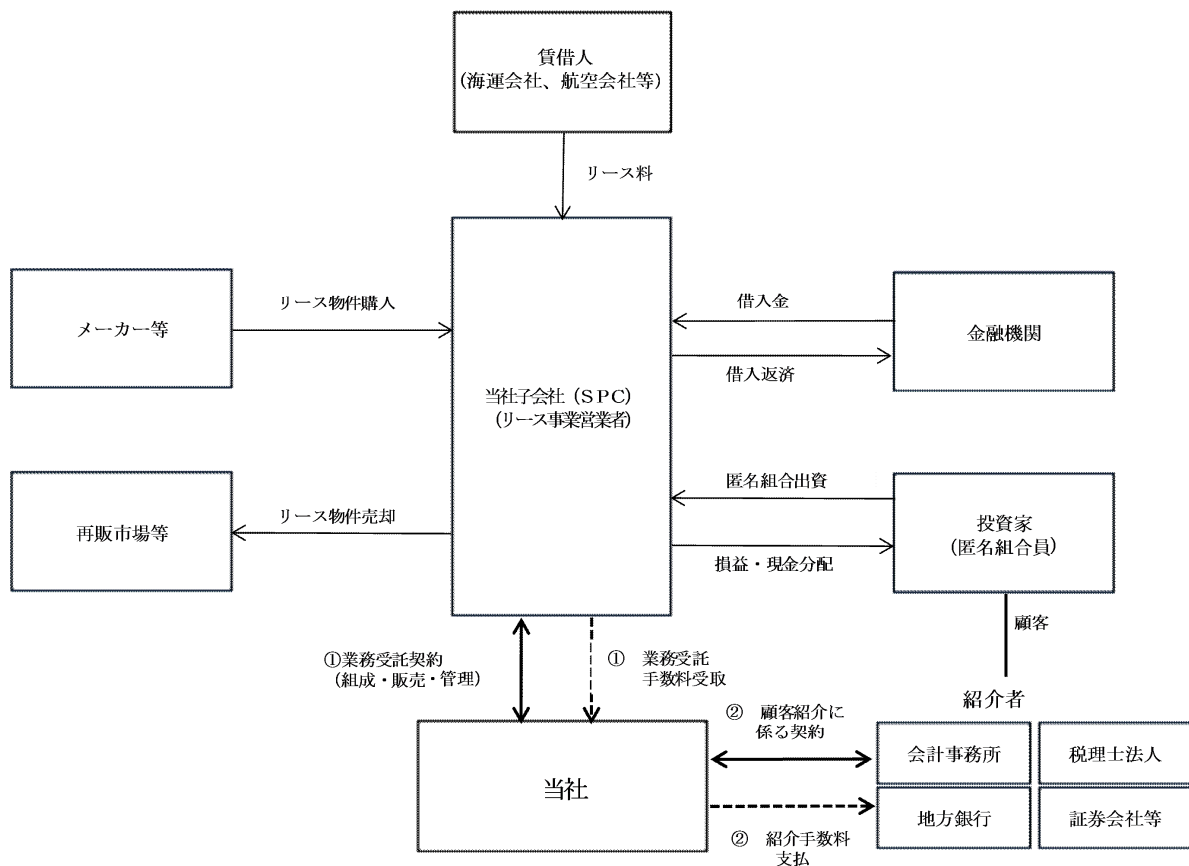 賃借人
(海運会社、航空会社等)
リース料
メーカー等
リース物件購入
当社子会社(SPC)
(リース事業営業者)
借入金
借入返済
金融機関
再販市場等
リース物件売却
匿名組合出資
損益・現金分配
投資家
(匿名組合員)
顧客
紹介者
①業務受託契約
(組成・販売・管理)
① 業務受託
手数料受取
当社
② 顧客紹介に
係る契約
② 紹介手数料
支払
会計事務所
税理士法人
地方銀行
証券会社等